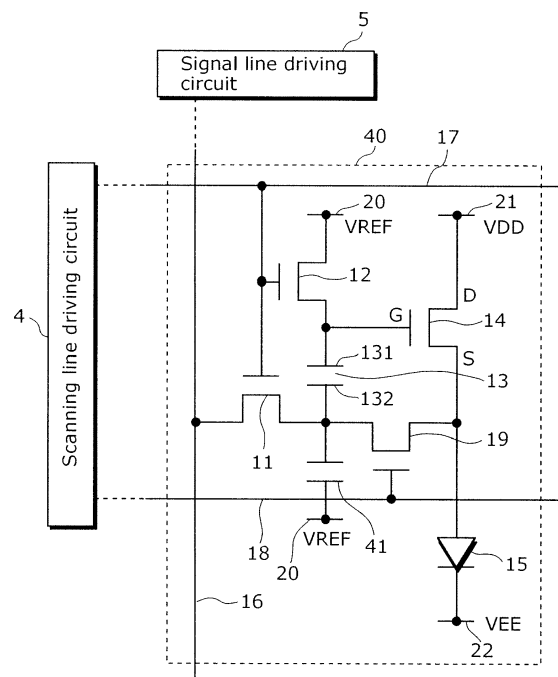 5
Signal line driving
circuit
40
17
20
VREF
21
VDD
12
D
G
14
4
Scanning line driving circuit
131
S
13
132
11
19
18
41
20
VREF
15
16
VEE
22